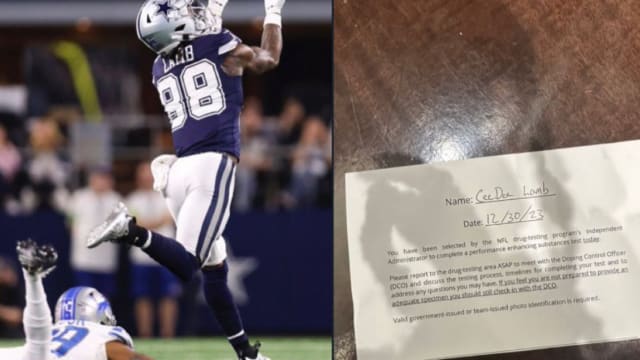 LAMB
88
9
Name: CeeDee Lamb
Date: 12/30/23
You have been selected by the NFL drug-testing program's Independent
Administrator to complete a performance enhancing substances test today.
Please report to the drug-testing area ASAP to meet with the Dosing Control Officer
(DCO) and discuss the testing process, timelines for completing your test and to
address any questions you may have. If you feel you are not prepared to provide an
adequate specimen you should still check-in with the DCO.
Valid government-issued or team-issued photo identification is required.